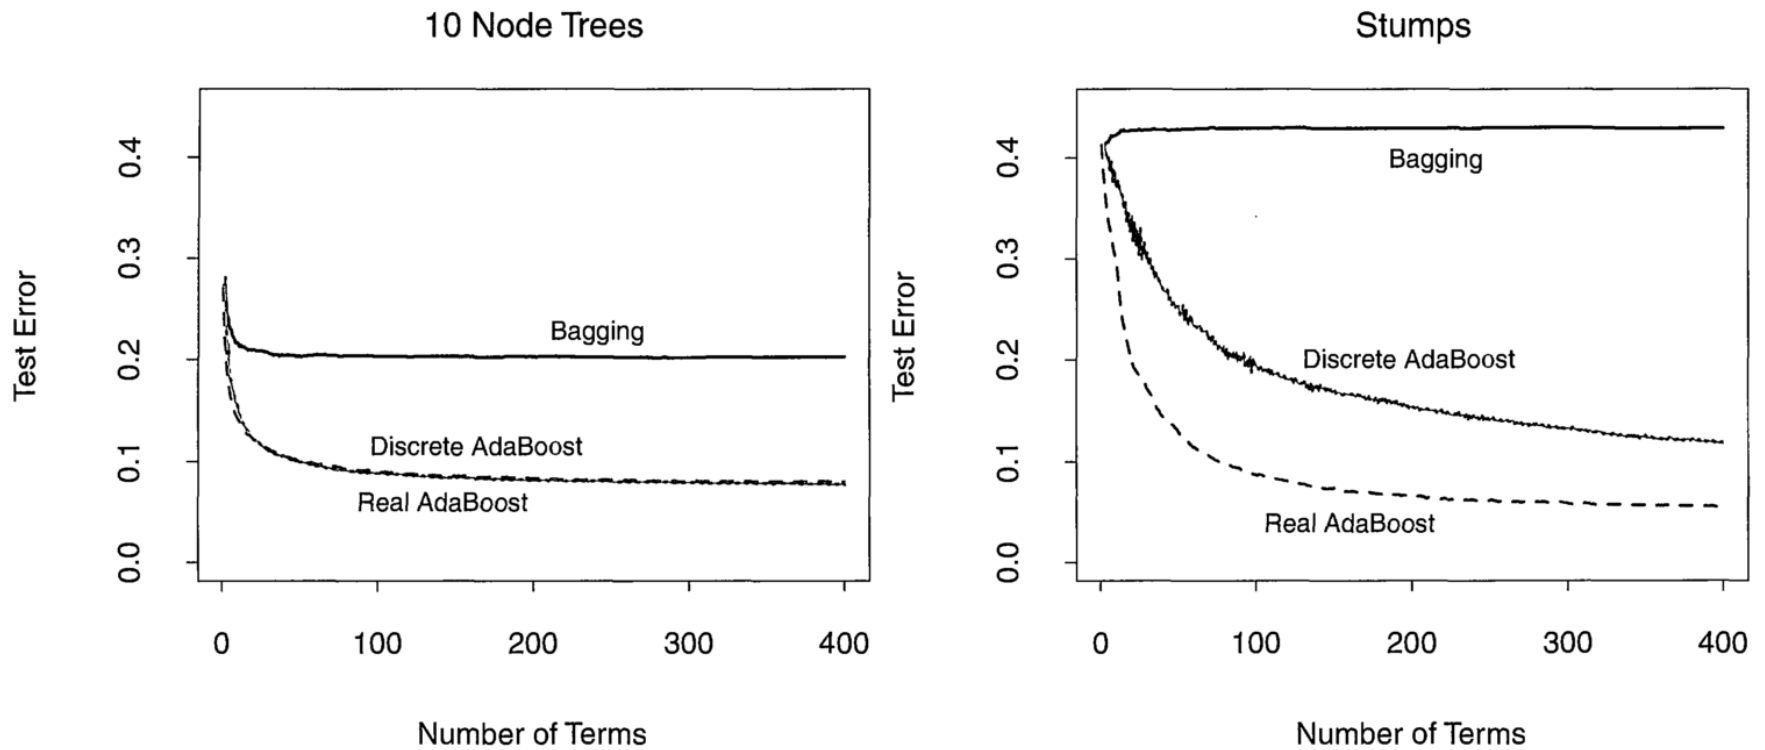 10 Node Trees
Test Error
0.4
0.3
0.2
0.1
0.0
Bagging
Discrete AdaBoost
Real AdaBoost
0 100 200 300 400
Number of Terms
Stumps
Test Error
0.4
0.3
0.2
0.1
0.0
Bagging
Discrete AdaBoost
Real AdaBoost
0 100 200 300 400
Number of Terms